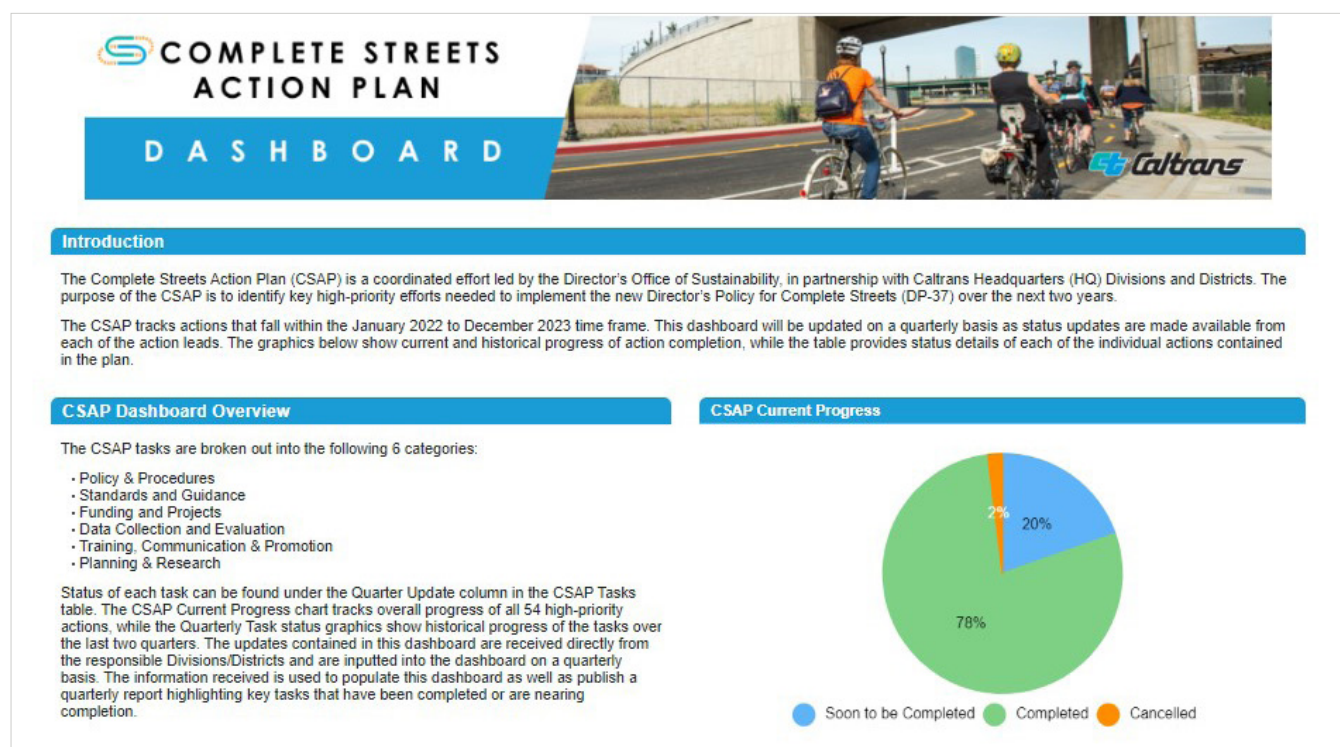 COMPLETE STREETS
ACTION PLAN
DASHBOARD
Caltrans
Introduction
The Complete Streets Action Plan (CSAP) is a coordinated effort led by the Director's Office of Sustainability, in partnership with Caltrans Headquarters (HQ) Divisions and Districts. The
purpose of the CSAP is to identify key high-priority efforts needed to implement the new Director's Policy for Complete Streets (DP-37) over the next two years.
The CSAP tracks actions that fall within the January 2022 to December 2023 time frame. This dashboard will be updated on a quarterly basis as status updates are made available from
each of the action leads. The graphics below show current and historical progress of action completion, while the table provides status details of each of the individual actions contained
in the plan.
CSAP Dashboard Overview
The CSAP tasks are broken out into the following 6 categories:
· Policy & Procedures
· Standards and Guidance
· Funding and Projects
· Data Collection and Evaluation
· Training, Communication & Promotion
· Planning & Research
Status of each task can be found under the Quarter Update column in the CSAP Tasks
table. The CSAP Current Progress chart tracks overall progress of all 54 high-priority
actions, while the Quarterly Task status graphics show historical progress of the tasks over
the last two quarters. The updates contained in this dashboard are received directly from
the responsible Divisions/Districts and are inputted into the dashboard on a quarterly
basis. The information received is used to populate this dashboard as well as publish a
quarterly report highlighting key tasks that have been completed or are nearing
completion.
CSAP Current Progress
2%
20%
78%
Soon to be Completed
Completed
Cancelled